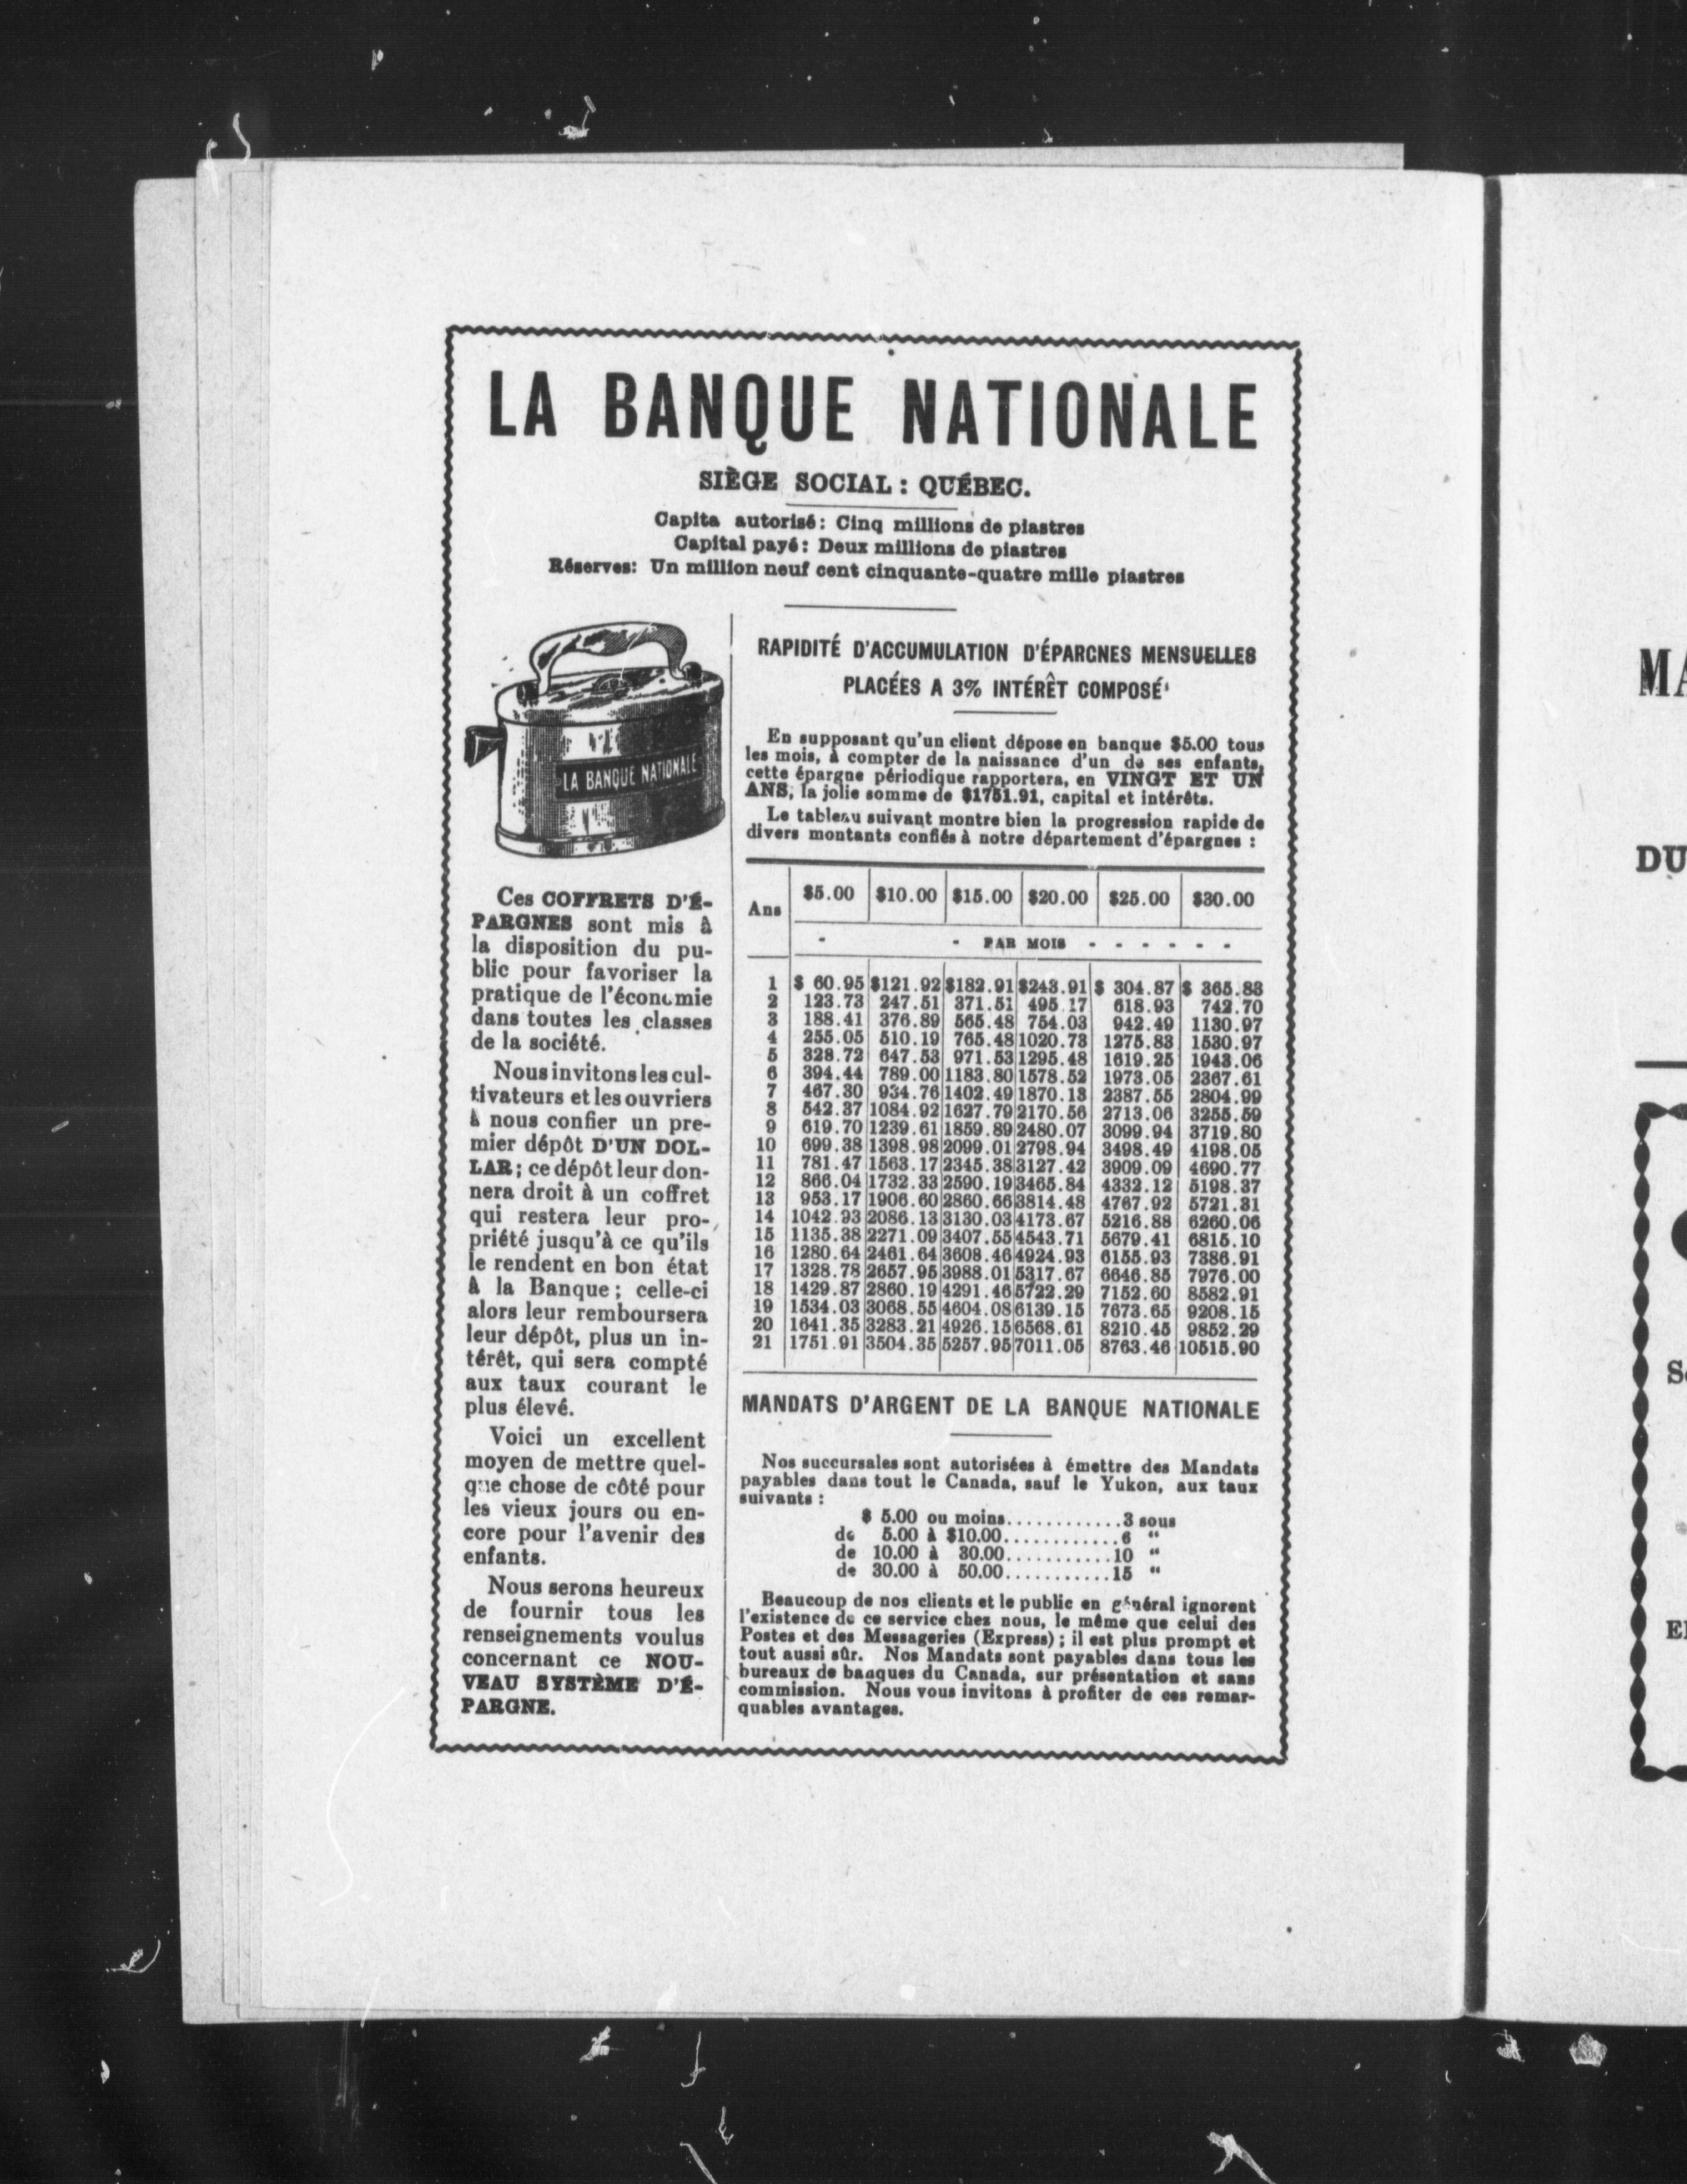 LA BANQUE NATIONALE
SIÈGE SOCIAL : QUÉBEC.
Capita autorisé : Cinq millions de piastres
Capital payé : Deux millions de piastres
Réserves: Un million neuf cent cinquante-quatre mille piastres
LA BANQUE NATIONALE
Ces COFFRETS D'É-
PARGNES sont mis à
la disposition du pu-
blic pour favoriser la
pratique de l'économie
dans toutes les classes
de la société.
Nous invitons les cul-
tivateurs et les ouvriers
à nous confier un pre-
mier dépôt D'UN DOL-
LAR ; ce dépôt leur don-
nera droit à un coffret
qui restera leur pro-
priété jusqu'à ce qu'ils
le rendent en bon état
à la Banque ; celle-ci
alors leur remboursera
leur dépôt, plus un in-
térêt, qui sera compté
aux taux courant le
plus élevé.
Voici un excellent
moyen de mettre quel-
que chose de côté pour
les vieux jours ou en-
core pour l'avenir des
enfants.
Nous serons heureux
de fournir tous les
renseignements voulus
concernant ce NOU-
VEAU SYSTÈME D'É-
PARGNE.
RAPIDITÉ D'ACCUMULATION D'ÉPARGNES MENSUELLES
PLACÉES A 3% INTÉRÊT COMPOSÉ
En supposant qu'un client dépose en banque $5.00 tous
les mois, à compter de la naissance d'un de ses enfants,
cette épargne périodique rapportera, en VINGT ET UN
ANS, la jolie somme de $1751.91, capital et intérêts.
Le tableau suivant montre bien la progression rapide de
divers montants confiés à notre département d'épargnes :
Ans $5.00 $10.00 $15.00 $20.00 $25.00 $30.00
- - PAR MOIS - - - - - -
1 $ 60.95 $121.92 $182.91 $243.91 $ 304.87 $ 365.83
2 123.73 247.51 371.51 495.17 618.93 742.70
3 188.41 376.89 565.48 754.03 942.49 1130.97
4 255.05 510.19 765.48 1020.73 1275.83 1530.97
5 328.72 647.53 971.53 1295.48 1619.25 1943.06
6 394.44 789.00 1183.80 1578.52 1973.05 2367.61
7 467.30 934.76 1402.49 1870.13 2387.55 2804.99
8 542.37 1084.92 1627.79 2170.56 2713.06 3255.59
9 619.70 1239.61 1859.89 2480.07 3099.94 3719.80
10 699.38 1398.98 2099.01 2798.94 3498.49 4198.05
11 781.47 1563.17 2345.38 3127.42 3909.09 4690.77
12 866.04 1732.33 2590.19 3465.84 4332.12 5198.37
13 953.17 1906.60 2860.66 3814.48 4767.92 5721.31
14 1042.93 2086.13 3130.03 4173.67 5216.88 6260.06
15 1135.38 2271.09 3407.55 4543.71 5679.41 6815.10
16 1280.64 2461.64 3608.46 4924.93 6155.93 7386.91
17 1328.78 2657.95 3988.01 5317.67 6646.85 7976.00
18 1429.87 2860.19 4291.46 5722.29 7152.60 8582.91
19 1534.03 3068.55 4604.08 6139.15 7673.65 9208.15
20 1641.35 3283.21 4926.15 6568.61 8210.45 9852.29
21 1751.91 3504.35 5257.95 7011.05 8763.46 10515.90
MANDATS D'ARGENT DE LA BANQUE NATIONALE
Nos succursales sont autorisées à émettre des Mandats
payables dans tout le Canada, sauf le Yukon, aux taux
suivants :
$ 5.00 ou moins............3 sous
de 5.00 à $10.00............6 “
de 10.00 à 30.00...........10 “
de 30.00 à 50.00...........15 “
Beaucoup de nos clients et le public en général ignorent
l'existence de ce service chez nous, le même que celui des
Postes et des Messageries (Express) ; il est plus prompt et
tout aussi sûr. Nos Mandats sont payables dans tous les
bureaux de banques du Canada, sur présentation et sans
commission. Nous vous invitons à profiter de ces remar-
quables avantages.
MA
DU